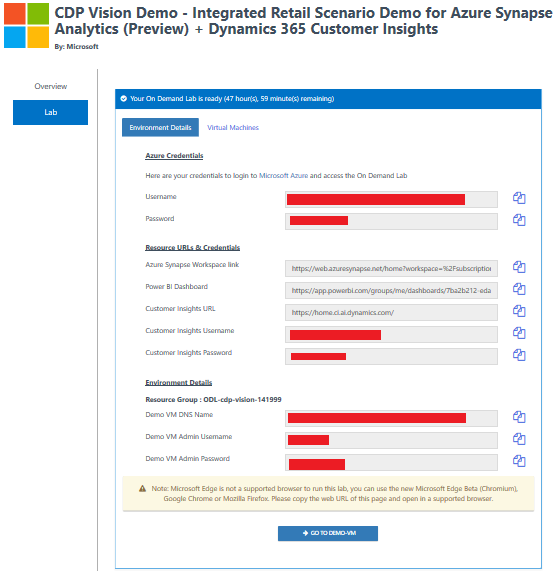 CDP Vision Demo - Integrated Retail Scenario Demo for Azure Synapse
Analytics (Preview) + Dynamics 365 Customer Insights
By: Microsoft
Overview
Lab
Your On Demand Lab is ready (47 hour(s), 59 minute(s) remaining)
Environment Details
Virtual Machines
Azure Credentials
Here are your credentials to login to Microsoft Azure and access the On Demand Lab
Username
Password
Resource URLs & Credentials
Azure Synapse Workspace link
https://web.azuresynapse.net/home?workspace=%2Fsubscription
Power BI Dashboard
https://app.powerbi.com/groups/me/dashboards/7ba2b212-eda
Customer Insights URL
https://home.ci.ai.dynamics.com/
Customer Insights Username
Customer Insights Password
Environment Details
Resource Group : ODL-cdp-vision-141999
Demo VM DNS Name
Demo VM Admin Username
Demo VM Admin Password
Note: Microsoft Edge is not a supported browser to run this lab, you can use the new Microsoft Edge Beta (Chromium),
Google Chrome or Mozilla Firefox. Please copy the web URL of this page and open in a supported browser.
GO TO DEMO-VM